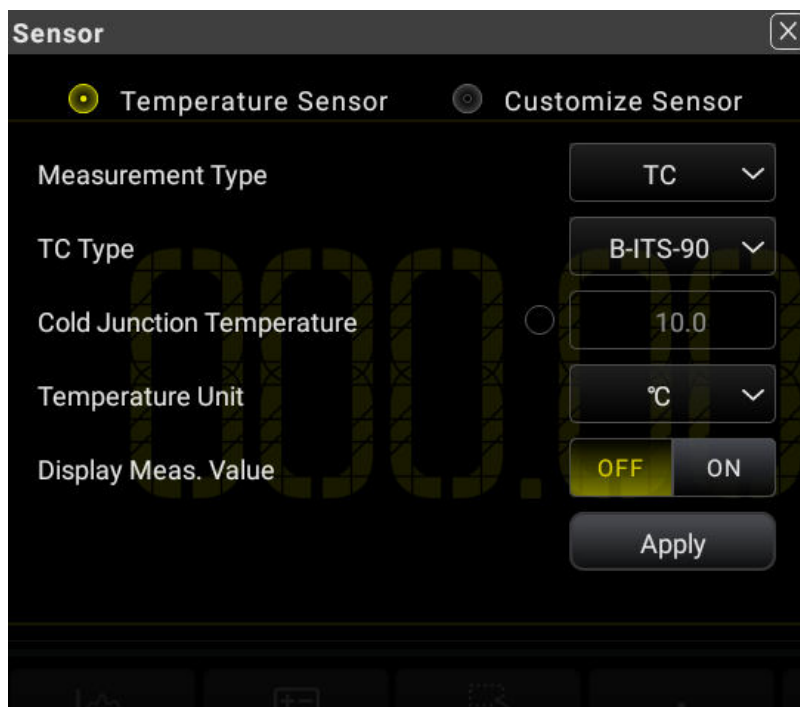 Sensor
Temperature Sensor Customize Sensor
Measurement Type TC
TC Type B-ITS-90
Cold Junction Temperature 10.0
Temperature Unit ℃
Display Meas. Value OFF ON
Apply